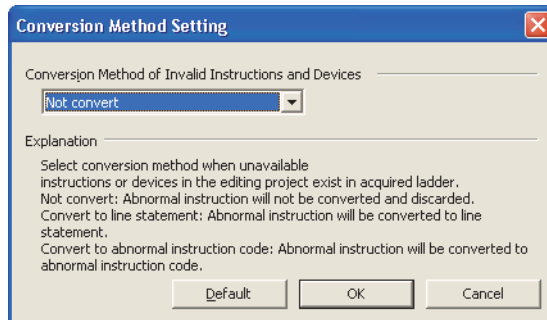 Conversion Method Setting
Conversion Method of Invalid Instructions and Devices
Not convert
Explanation
Select conversion method when unavailable
instructions or devices in the editing project exist in acquired ladder.
Not convert: Abnormal instruction will not be converted and discarded.
Convert to line statement: Abnormal instruction will be converted to line
statement.
Convert to abnormal instruction code: Abnormal instruction will be converted to
abnormal instruction code.
Default OK Cancel